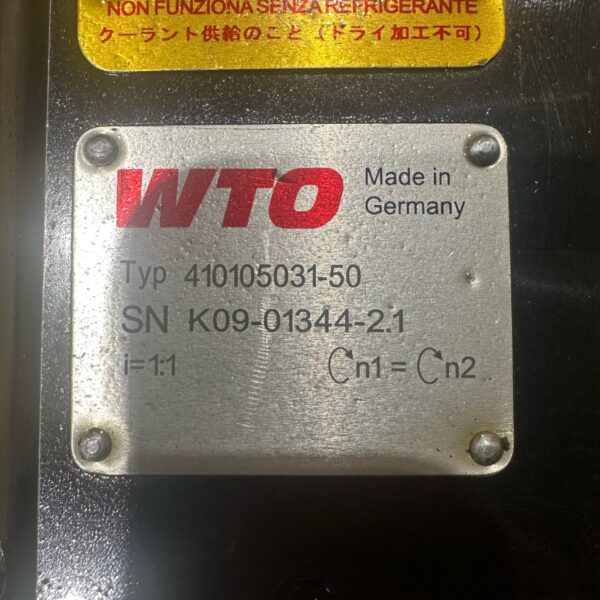 NON FUNZIONA SENZA REFRIGERANTE
クーラント供給のこと（ドライ加工不可）
WTO
Made in
Germany
Typ 410105031-50
SN K09-01344-2.1
i=1:1 n1 = n2